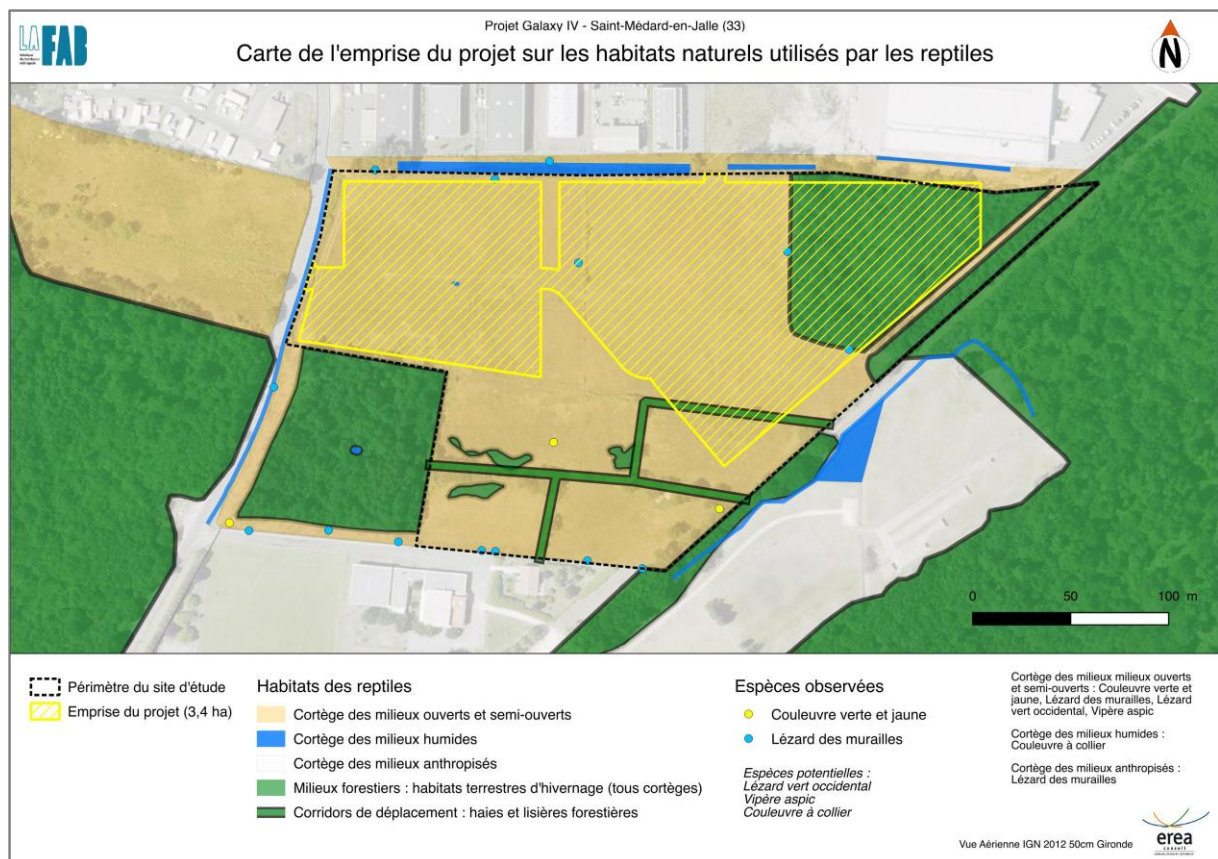 Projet Galaxy IV - Saint-Médard-en-Jalle (33)
Carte de l'emprise du projet sur les habitats naturels utilisés par les reptiles
LA
FAB
N
0 50 100 m
Périmètre du site d'étude
Emprise du projet (3,4 ha)
Habitats des reptiles
Cortège des milieux ouverts et semi-ouverts
Cortège des milieux humides
Cortège des milieux anthropisés
Milieux forestiers : habitats terrestres d'hivernage (tous cortèges)
Corridors de déplacement : haies et lisières forestières
Espèces observées
Couleuvre verte et jaune
Lézard des murailles
Espèces potentielles :
Lézard vert occidental
Vipère aspic
Couleuvre à collier
Cortège des milieux milieux ouverts
et semi-ouverts : Couleuvre verte et
jaune, Lézard des murailles, Lézard
vert occidental, Vipère aspic
Cortège des milieux humides :
Couleuvre à collier
Cortège des milieux anthropisés :
Lézard des murailles
Vue Aérienne IGN 2012 50cm Gironde
erea
conseil